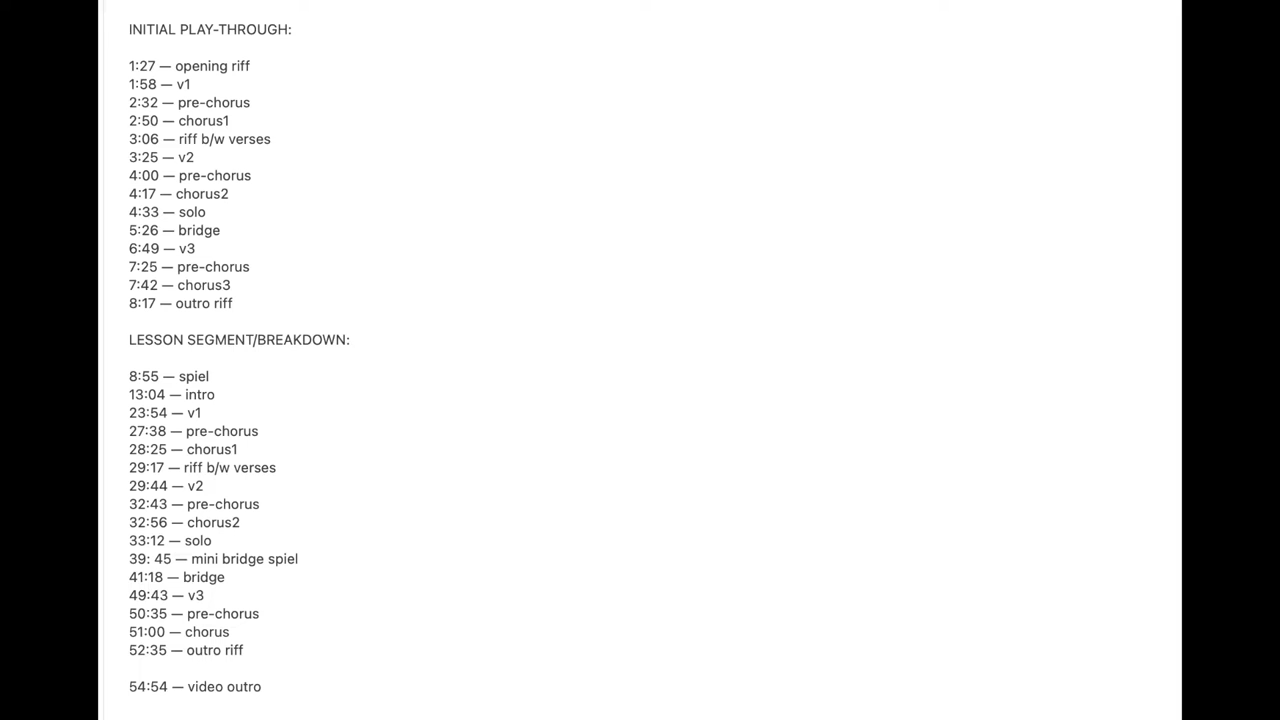 INITIAL PLAY-THROUGH:
1:27 — opening riff
1:58 — v1
2:32 — pre-chorus
2:50 — chorus1
3:06 — riff b/w verses
3:25 — v2
4:00 — pre-chorus
4:17 — chorus2
4:33 — solo
5:26 — bridge
6:49 — v3
7:25 — pre-chorus
7:42 — chorus3
8:17 — outro riff
LESSON SEGMENT/BREAKDOWN:
8:55 — spiel
13:04 — intro
23:54 — v1
27:38 — pre-chorus
28:25 — chorus1
29:17 — riff b/w verses
29:44 — v2
32:43 — pre-chorus
32:56 — chorus2
33:12 — solo
39: 45 — mini bridge spiel
41:18 — bridge
49:43 — v3
50:35 — pre-chorus
51:00 — chorus
52:35 — outro riff
54:54 — video outro